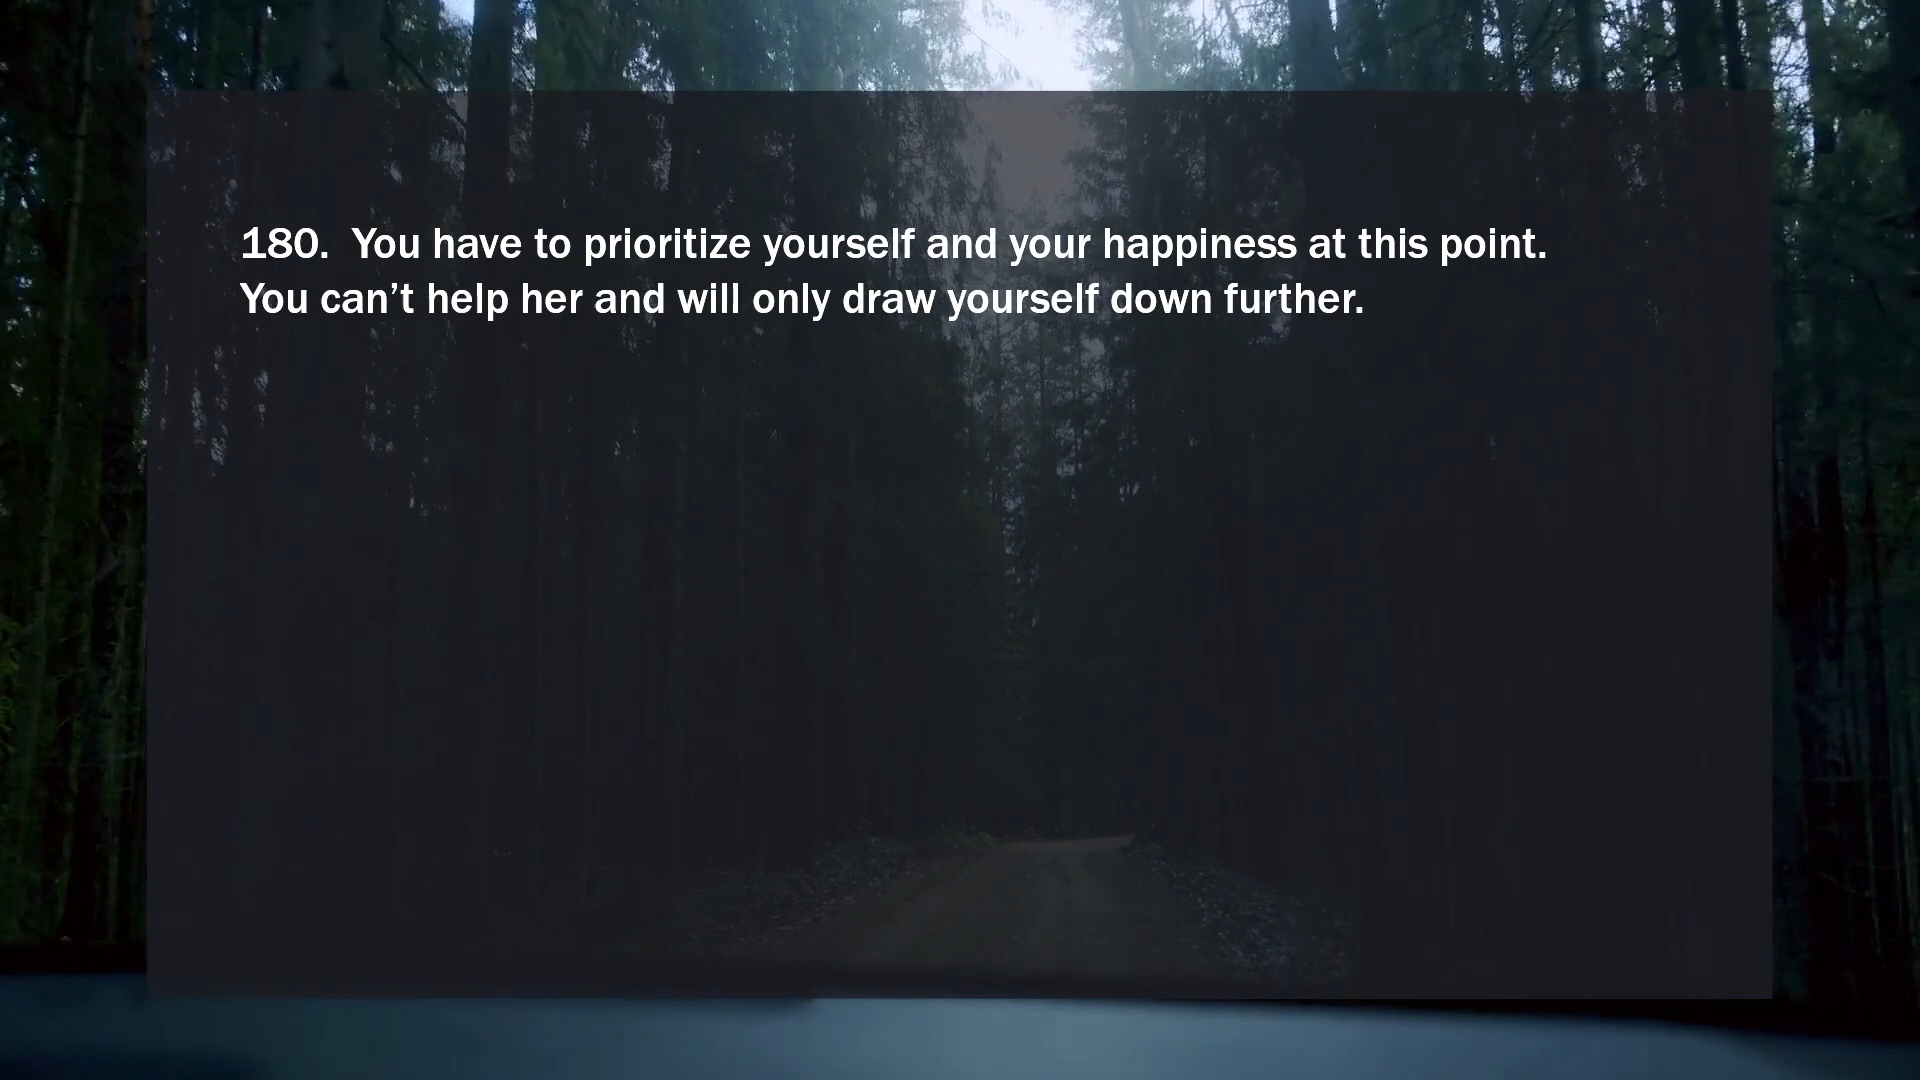 180.  You have to prioritize yourself and your happiness at this point.
You can’t help her and will only draw yourself down further.